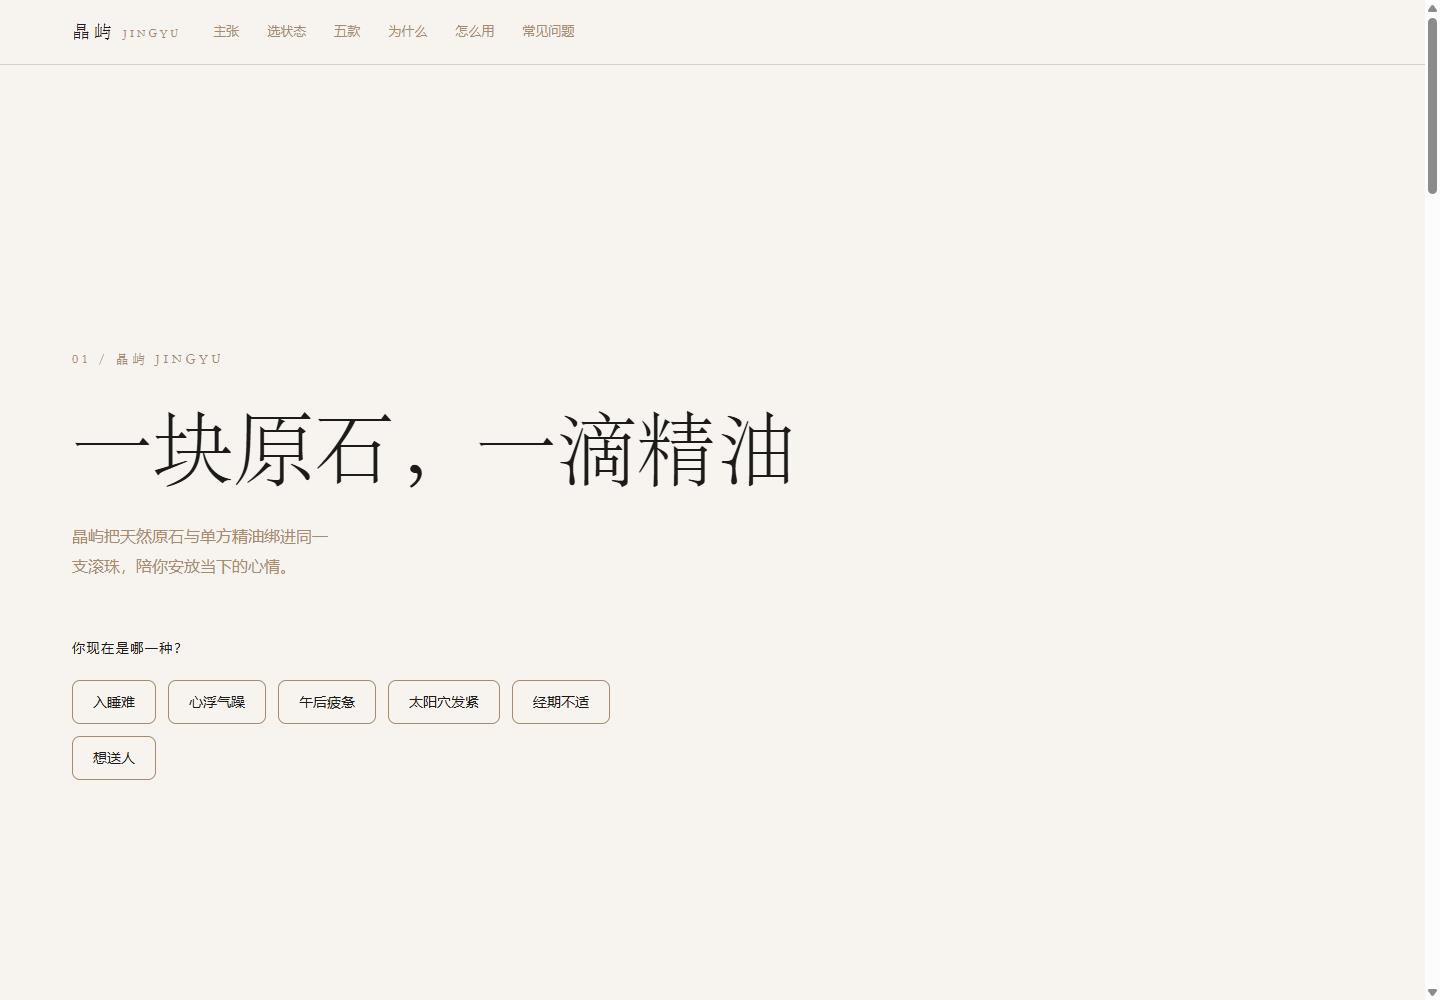 晶屿 JINGYU 主张 选状态 五款 为什么 怎么用 常见问题
01 / 晶屿 JINGYU
一块原石，一滴精油
晶屿把天然原石与单方精油绑进同一
支滚珠，陪你安放当下的心情。
你现在是哪一种？
入睡难 心浮气躁 午后疲惫 太阳穴发紧 经期不适
想送人